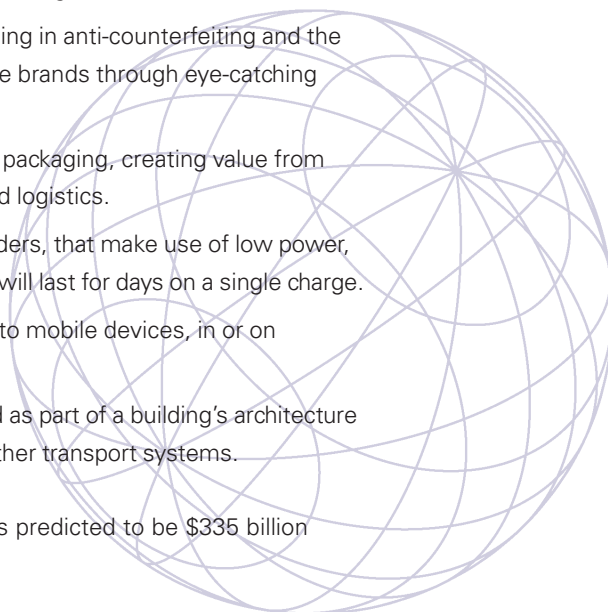 ing in anti-counterfeiting and the
e brands through eye-catching
packaging, creating value from
d logistics.
ders, that make use of low power,
will last for days on a single charge.
to mobile devices, in or on
d as part of a building's architecture
ther transport systems.
s predicted to be $335 billion